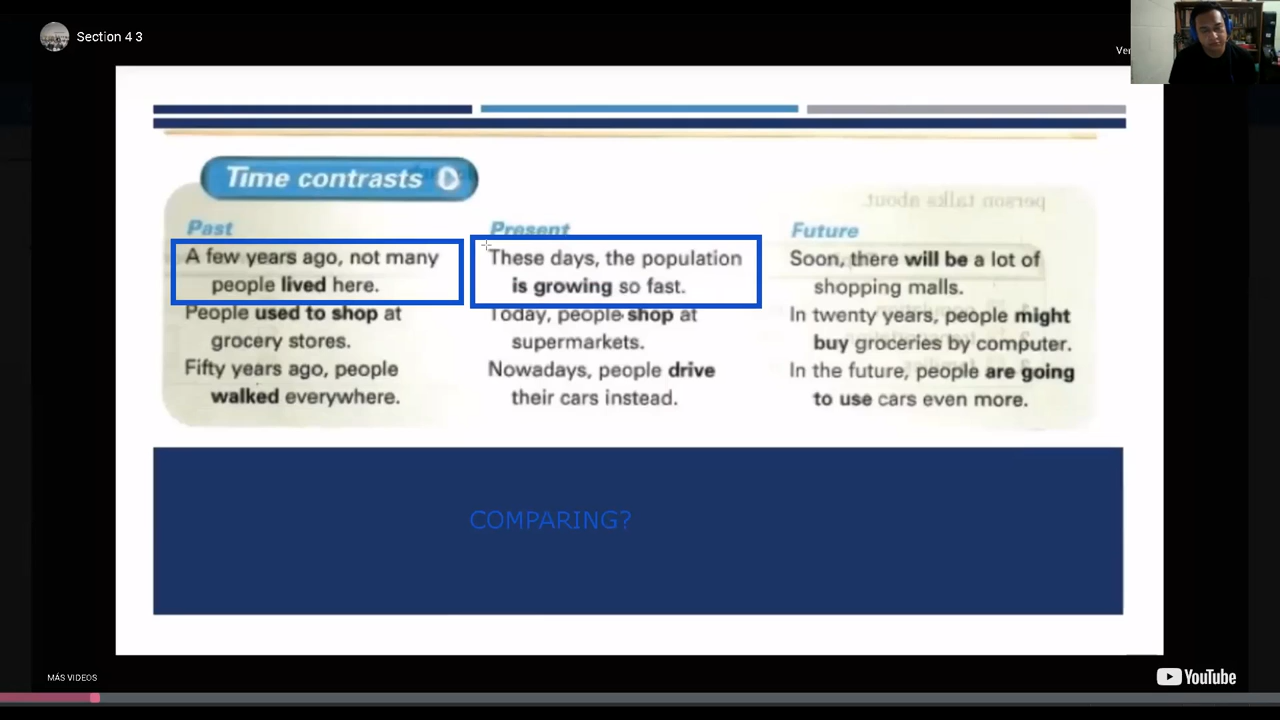 Section 4 3
Ver
Time contrasts
person talks about.
Past
A few years ago, not many
people lived here.
People used to shop at
grocery stores.
Fifty years ago, people
walked everywhere.
Present
These days, the population
is growing so fast.
Today, people shop at
supermarkets.
Nowadays, people drive
their cars instead.
Future
Soon, there will be a lot of
shopping malls.
In twenty years, people might
buy groceries by computer.
In the future, people are going
to use cars even more.
COMPARING?
MÁS VIDEOS
YouTube